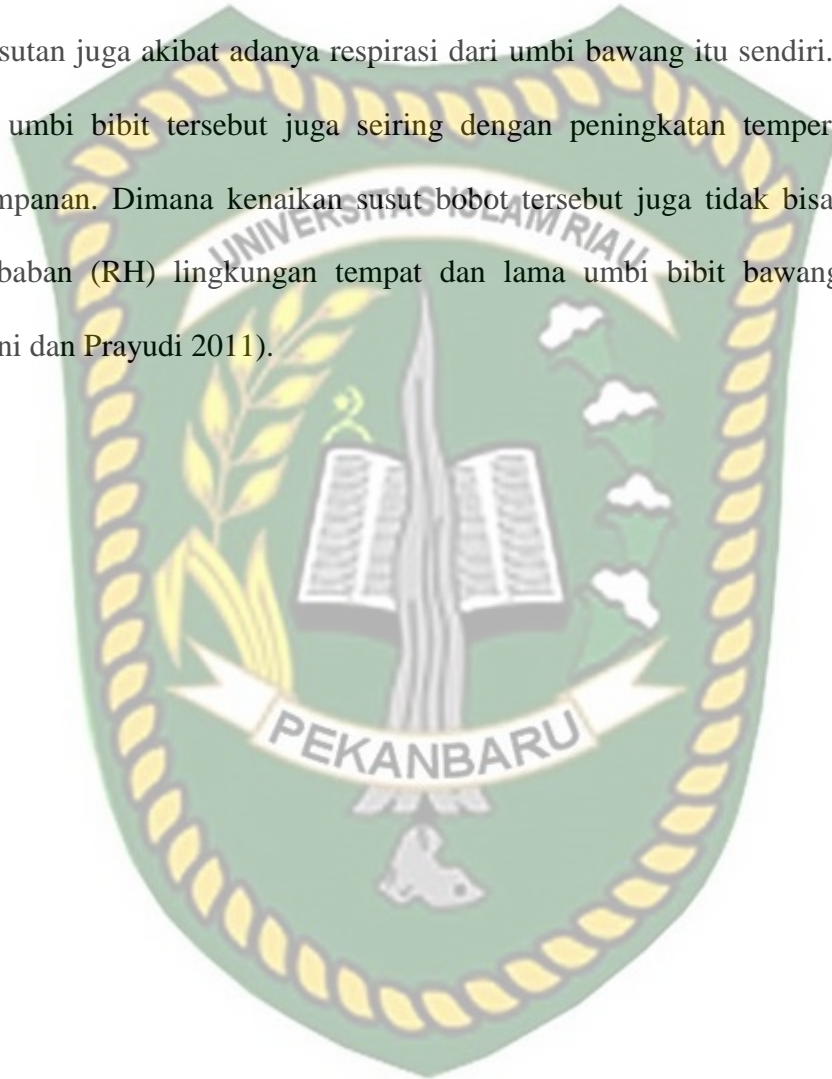 sutan juga akibat adanya respirasi dari umbi bawang itu sendiri.
umbi bibit tersebut juga seiring dengan peningkatan temper
mpanan. Dimana kenaikan susut bobot tersebut juga tidak bisa
baban (RH) lingkungan tempat dan lama umbi bibit bawang
ni dan Prayudi 2011).
UNIVERSITAS ISLAM RIAU
PEKANBARU